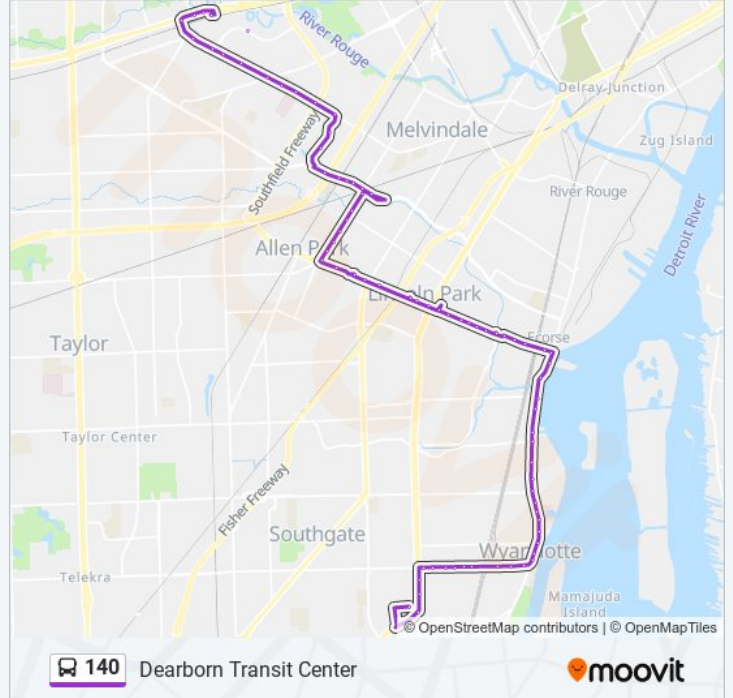 River Rouge
Delray Junction
Melvindale
Zug Island
Southfield Freeway
River Rouge
Detroit River
Allen Park
Lincoln Park
Ecorse
Taylor
Taylor Center
Fisher Freeway
Southgate
Wyandotte
Telekra
Mamajuda
Island
© OpenStreetMap contributors | © OpenMapTiles
140 Dearborn Transit Center
moovit